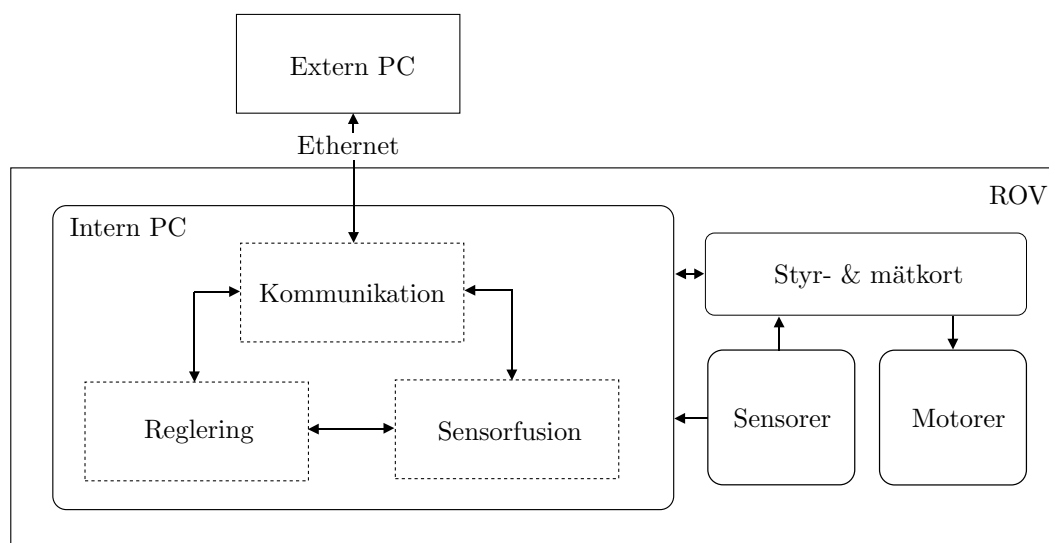 Extern PC
Ethernet
ROV
Intern PC
Kommunikation
Styr- & mätkort
Reglering
Sensorfusion
Sensorer
Motorer